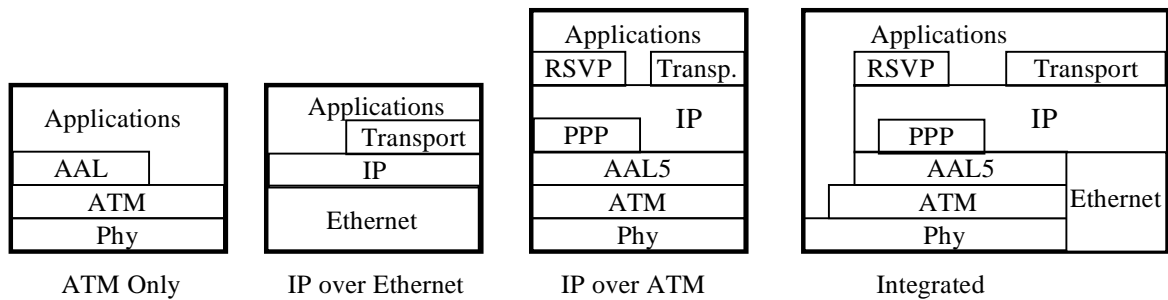 Applications
AAL
ATM
Phy
ATM Only
Applications
Transport
IP
Ethernet
IP over Ethernet
Applications
RSVP
Transp.
IP
PPP
AAL5
ATM
Phy
IP over ATM
Applications
RSVP
Transport
IP
PPP
AAL5
ATM
Ethernet
Phy
Integrated